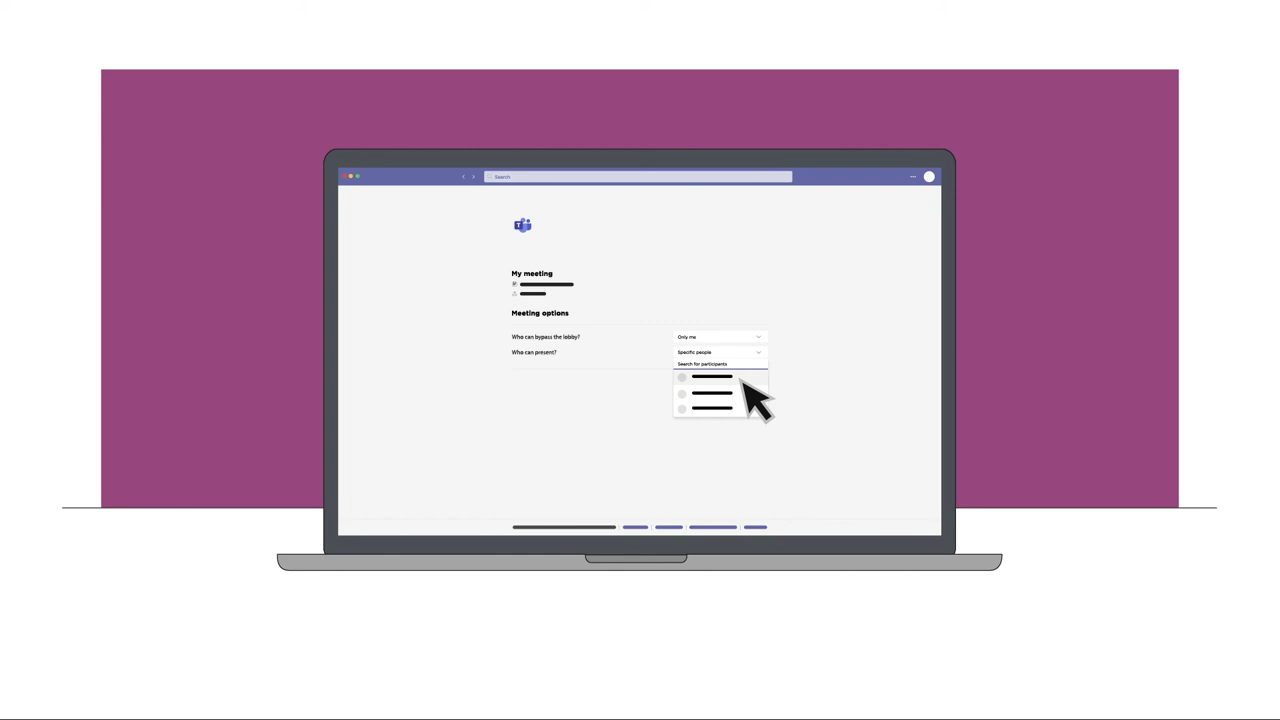 Search
T
My meeting
Meeting options
Who can bypass the lobby? Only me
Who can present? Specific people
Search for participants